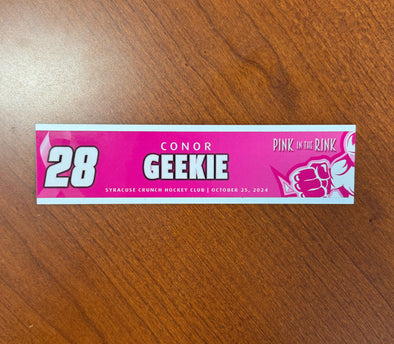 28
CONOR
GEEKIE
SYRACUSE CRUNCH HOCKEY CLUB | OCTOBER 25, 2024
PINK IN THE RINK